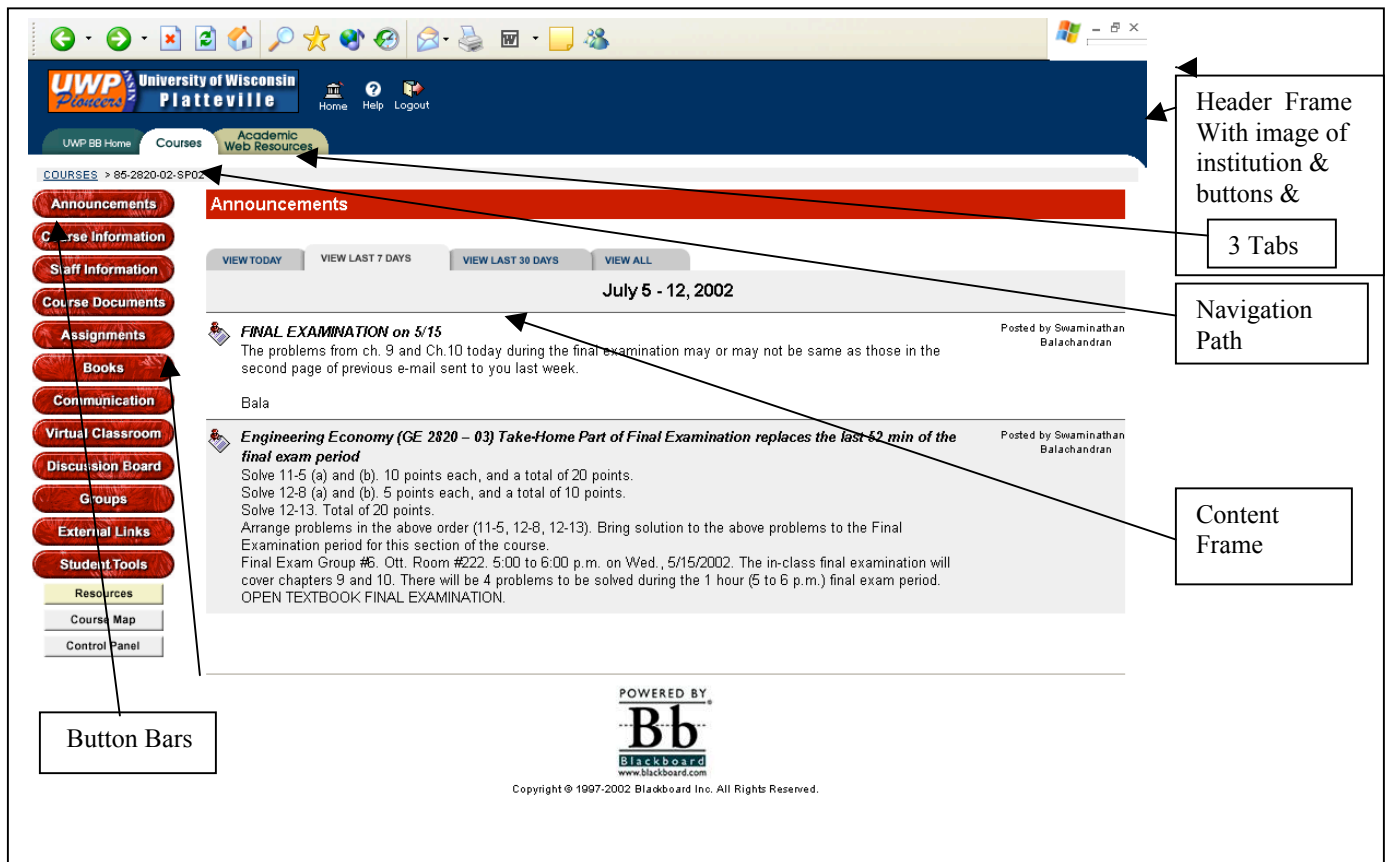 UWP
Pioneers
University of Wisconsin
Platteville
Home Help Logout
UWP BB Home Courses Academic
Web Resources
COURSES > 85-2820-02-SP02
Announcements
Course Information
Staff Information
Course Documents
Assignments
Books
Communication
Virtual Classroom
Discussion Board
Groups
External Links
Student Tools
Resources
Course Map
Control Panel
Announcements
VIEW TODAY VIEW LAST 7 DAYS VIEW LAST 30 DAYS VIEW ALL
July 5 - 12, 2002
FINAL EXAMINATION on 5/15
The problems from ch. 9 and Ch.10 today during the final examination may or may not be same as those in the
second page of previous e-mail sent to you last week.
Bala
Posted by Swaminathan
Balachandran
Engineering Economy (GE 2820 – 03) Take-Home Part of Final Examination replaces the last 52 min of the
final exam period
Solve 11-5 (a) and (b). 10 points each, and a total of 20 points.
Solve 12-8 (a) and (b). 5 points each, and a total of 10 points.
Solve 12-13. Total of 20 points.
Arrange problems in the above order (11-5, 12-8, 12-13). Bring solution to the above problems to the Final
Examination period for this section of the course.
Final Exam Group #6. Ott. Room #222. 5:00 to 6:00 p.m. on Wed., 5/15/2002. The in-class final examination will
cover chapters 9 and 10. There will be 4 problems to be solved during the 1 hour (5 to 6 p.m.) final exam period.
OPEN TEXTBOOK FINAL EXAMINATION.
Posted by Swaminathan
Balachandran
POWERED BY
Bb
Blackboard
www.blackboard.com
Copyright © 1997-2002 Blackboard Inc. All Rights Reserved.
Header Frame
With image of
institution &
buttons &
3 Tabs
Navigation
Path
Content
Frame
Button Bars